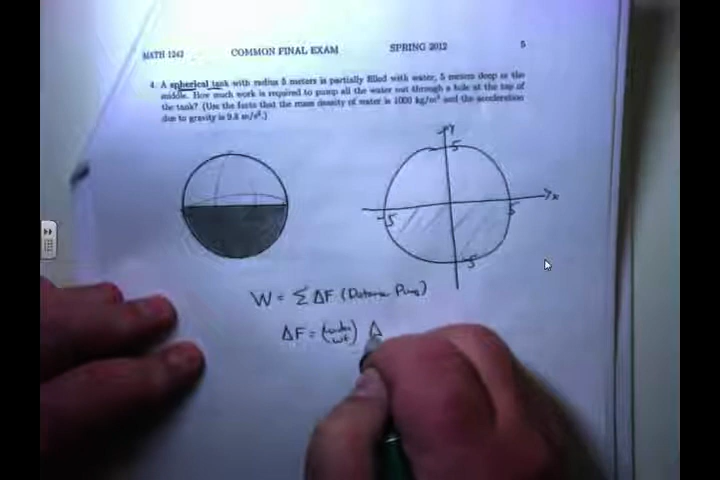 MATH 1242 COMMON FINAL EXAM SPRING 2012 5
4. A spherical tank with radius 5 meters is partially filled with water, 5 meters deep in the
middle. How much work is required to pump all the water out through a hole at the top of
the tank? (Use the facts that the mass density of water is 1000 kg/m³ and the acceleration
due to gravity is 9.8 m/s².)
y
5
x
-5 5
-5
W = Σ ΔF (Distance Pump)
ΔF = (water wt) Δ